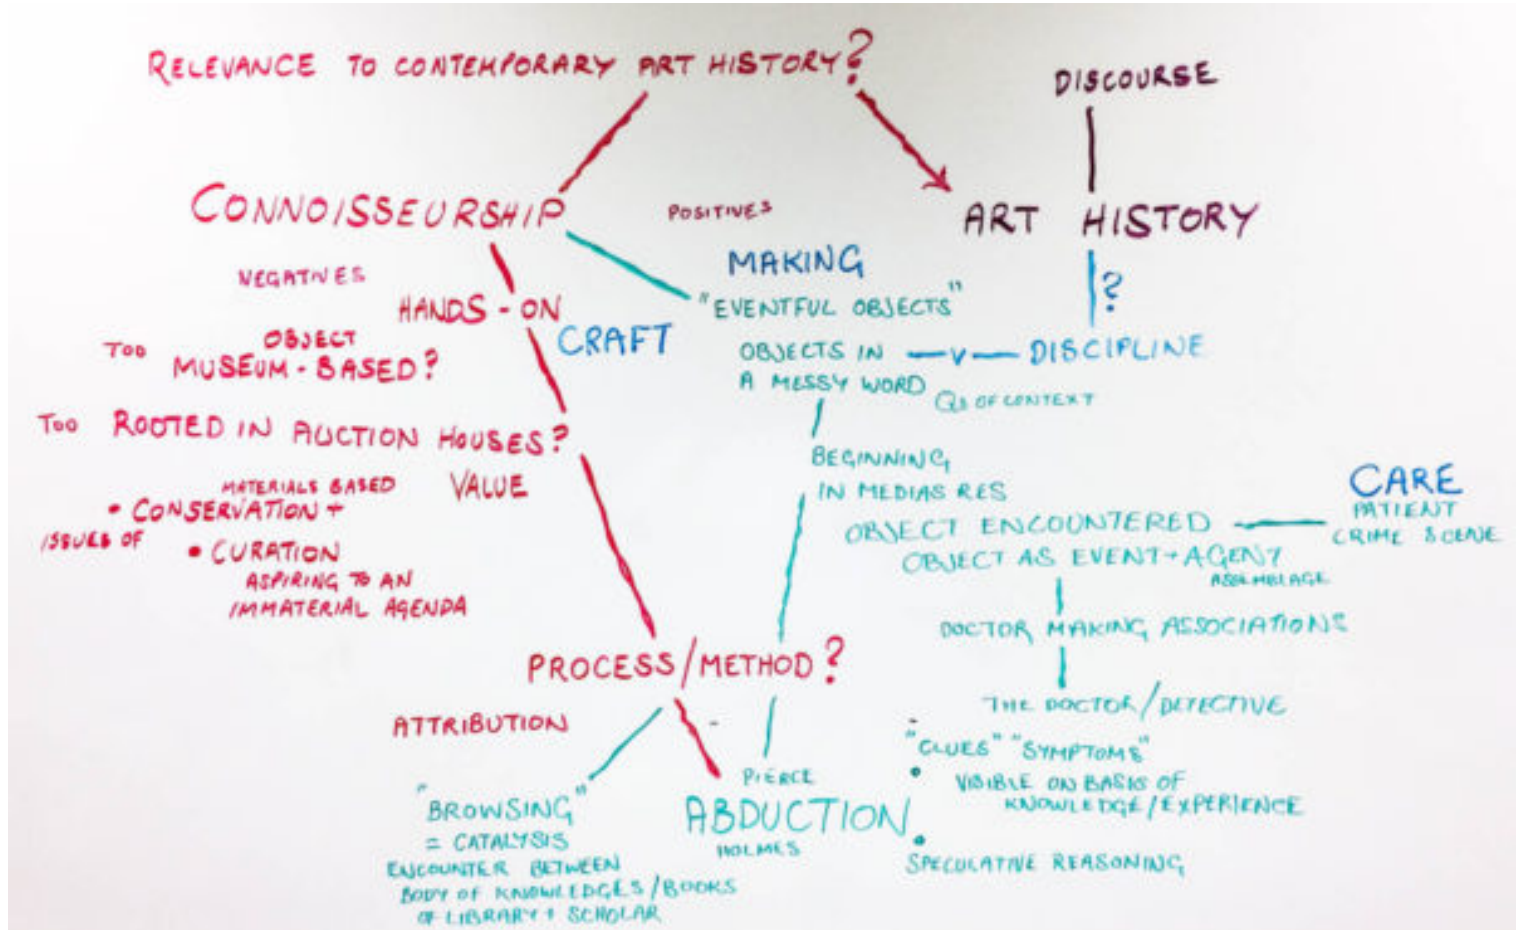 RELEVANCE TO CONTEMPORARY ART HISTORY?
DISCOURSE
CONNOISSEURSHIP
POSITIVES
ART HISTORY
NEGATIVES
MAKING
?
HANDS-ON
"EVENTFUL OBJECTS"
CRAFT
TOO OBJECT
MUSEUM-BASED?
OBJECTS IN
A MESSY WORD
V
DISCIPLINE
QS OF CONTEXT
TOO ROOTED IN AUCTION HOUSES?
VALUE
BEGINNING
IN MEDIAS RES
MATERIALS BASED
• CONSERVATION +
ISSUES OF
• CURATION
ASPIRING TO AN
IMMATERIAL AGENDA
OBJECT ENCOUNTERED
CARE
PATIENT
CRIME SCENE
OBJECT AS EVENT + AGENT
ASSEMBLAGE
DOCTOR MAKING ASSOCIATIONS
PROCESS/METHOD?
THE DOCTOR/DETECTIVE
ATTRIBUTION
"CLUES" "SYMPTOMS"
• VISIBLE ON BASIS OF
KNOWLEDGE/EXPERIENCE
PIERCE
ABDUCTION
HOLMES
• SPECULATIVE REASONING
"BROWSING"
= CATALYSIS
ENCOUNTER BETWEEN
BODY OF KNOWLEDGES/BOOKS
OF LIBRARY + SCHOLAR